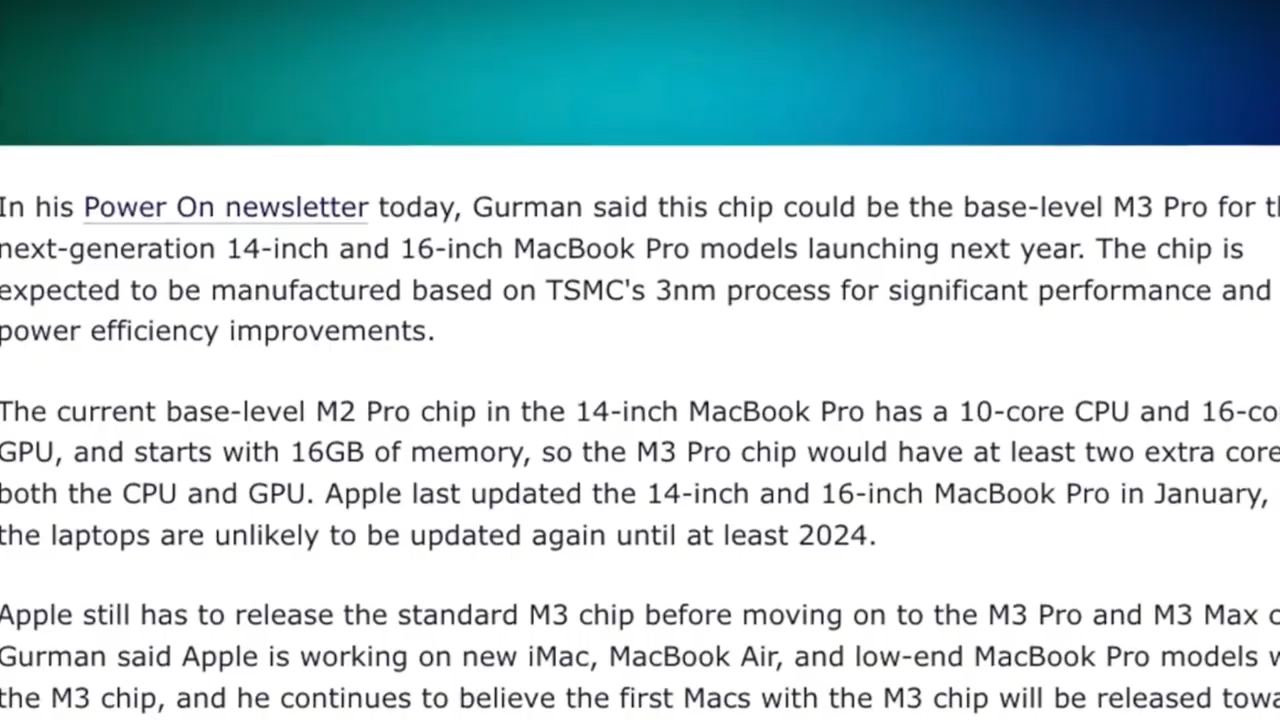 In his Power On newsletter today, Gurman said this chip could be the base-level M3 Pro for
next-generation 14-inch and 16-inch MacBook Pro models launching next year. The chip is
expected to be manufactured based on TSMC's 3nm process for significant performance and
power efficiency improvements.
The current base-level M2 Pro chip in the 14-inch MacBook Pro has a 10-core CPU and
GPU, and starts with 16GB of memory, so the M3 Pro chip would have at least two extra
both the CPU and GPU. Apple last updated the 14-inch and 16-inch MacBook Pro in January,
the laptops are unlikely to be updated again until at least 2024.
Apple still has to release the standard M3 chip before moving on to the M3 Pro and M3 Max
Gurman said Apple is working on new iMac, MacBook Air, and low-end MacBook Pro models
the M3 chip, and he continues to believe the first Macs with the M3 chip will be released